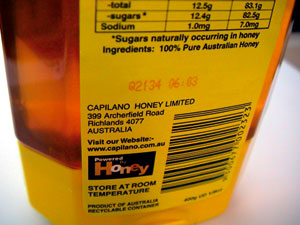 -total 12.5g 83.1g
-sugars* 12.4g 82.5g
Sodium 1.0mg 7.0mg
*Sugars naturally occurring in honey
Ingredients: 100% Pure Australian Honey
02134 06:03
CAPILANO HONEY LIMITED
399 Archerfield Road
Richlands 4077
AUSTRALIA
Visit our Website:-
www.capilano.com.au
Powered
Honey
STORE AT ROOM
TEMPERATURE
PRODUCT OF AUSTRALIA
RECYCLABLE CONTAINER